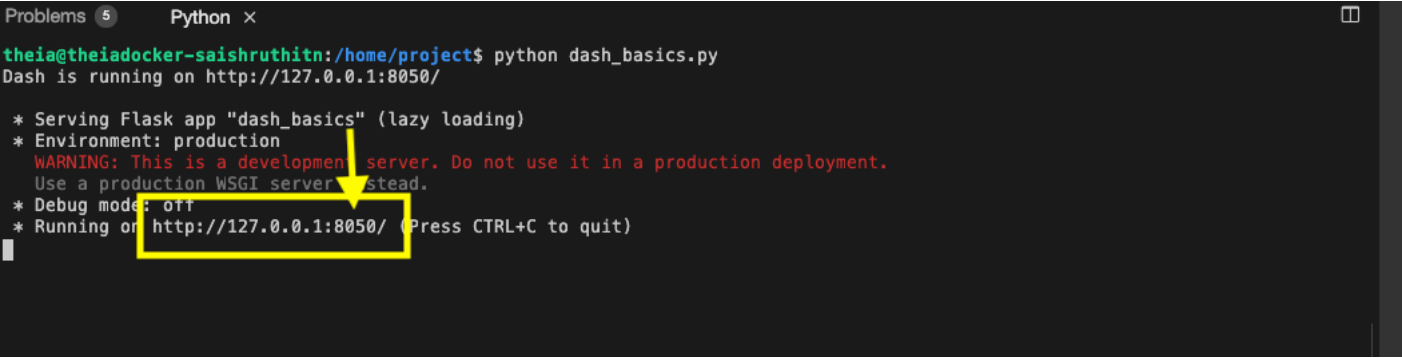 Problems 5 Python ×
theia@theiadocker-saishruthitn:/home/project$ python dash_basics.py
Dash is running on http://127.0.0.1:8050/
* Serving Flask app "dash_basics" (lazy loading)
* Environment: production
WARNING: This is a development server. Do not use it in a production deployment.
Use a production WSGI server instead.
* Debug mode: off
* Running on http://127.0.0.1:8050/ (Press CTRL+C to quit)